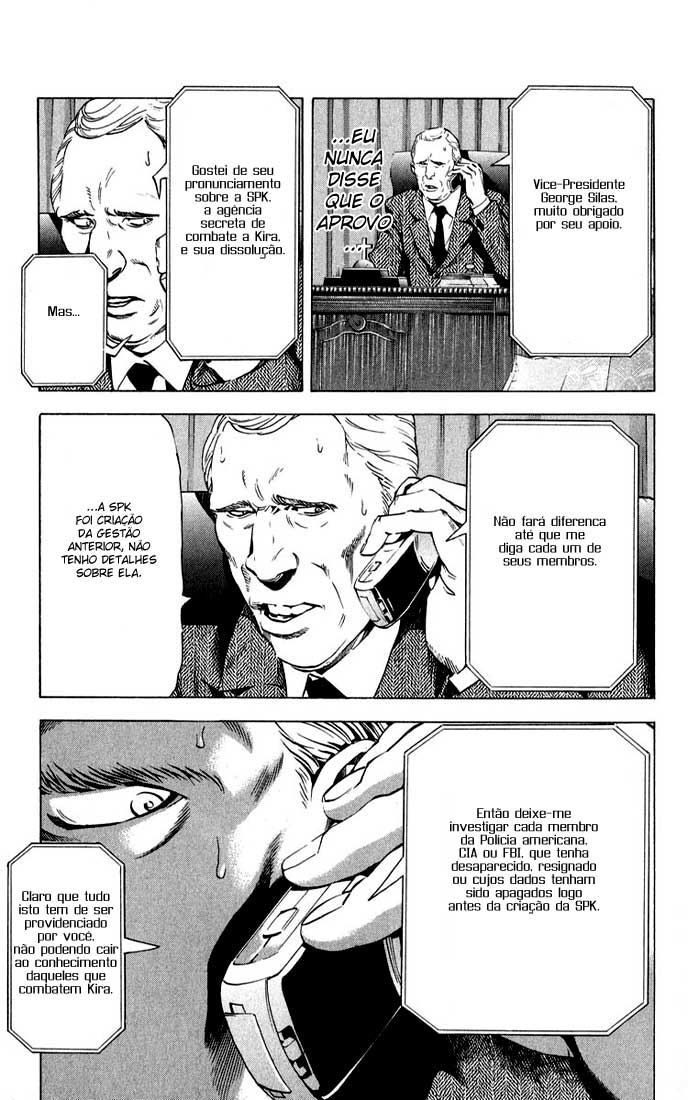 Vice-Presidente
George Silas,
muito obrigado
por seu apoio.
...EU
NUNCA
DISSE
QUE O
APROVO
...
Gostei de seu
pronunciamento
sobre a SPK,
a agência
secreta de
combate a Kira,
e sua dissolução.
Mas...
Não fará diferenca
até que me
diga cada um de
seus membros.
...A SPK
FOI CRIAÇÃO
DA GESTÃO
ANTERIOR, NÃO
TENHO DETALHES
SOBRE ELA.
Então deixe-me
investigar cada membro
da Polícia americana,
CIA ou FBI, que tenha
desaparecido, resignado
ou cujos dados tenham
sido apagados logo
antes da criação da SPK.
Claro que tudo
isto tem de ser
providenciado
por você,
não podendo cair
ao conhecimento
daqueles que
combatem Kira.